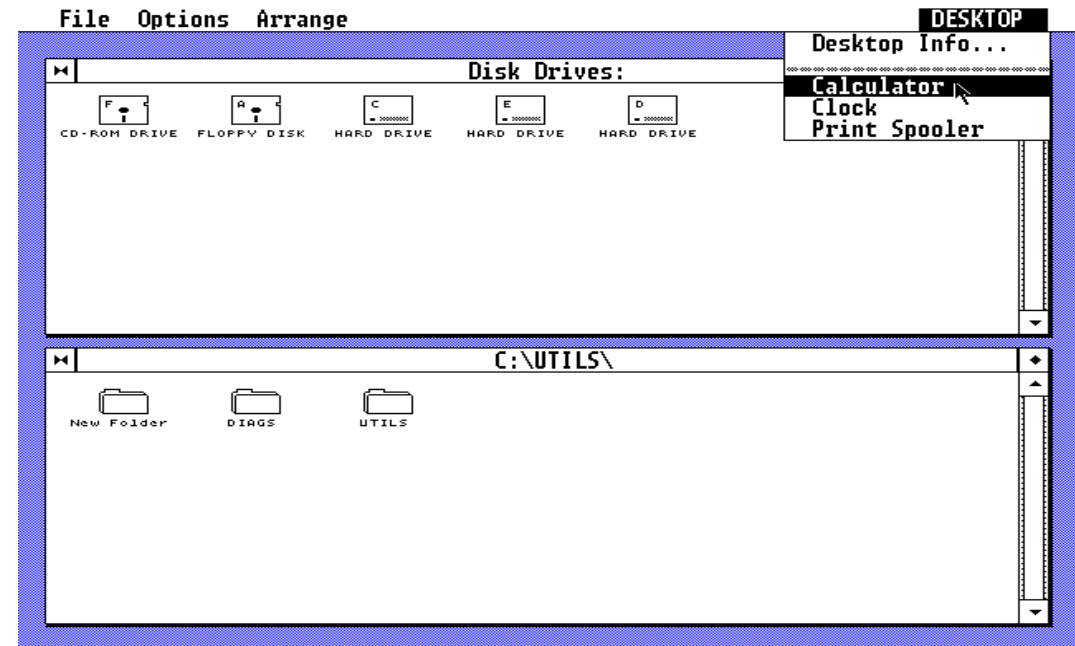 File Options Arrange DESKTOP
Desktop Info...
Calculator
Clock
Print Spooler
Disk Drives:
F A C E D
CD-ROM DRIVE FLOPPY DISK HARD DRIVE HARD DRIVE HARD DRIVE
C:\UTILS\
New Folder DIAGS UTILS